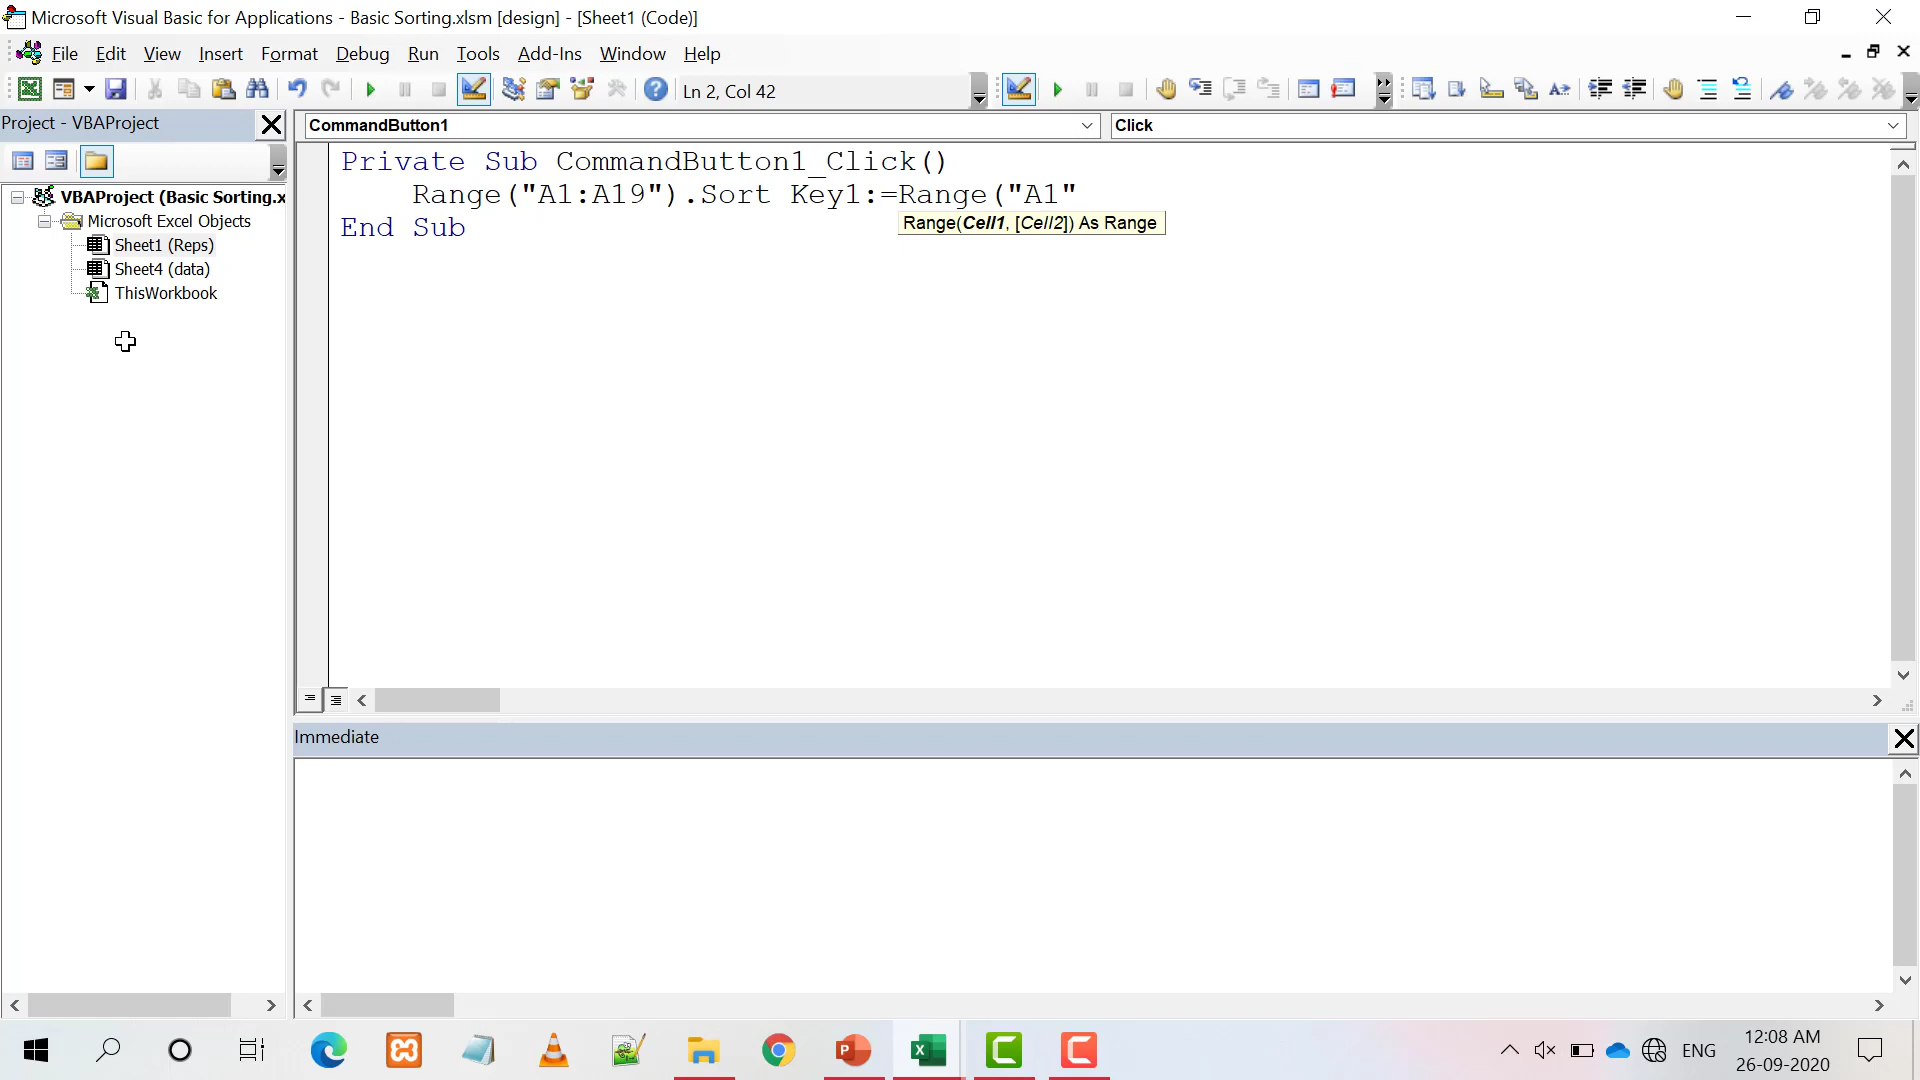 Microsoft Visual Basic for Applications - Basic Sorting.xlsm [design] - [Sheet1 (Code)]
File Edit View Insert Format Debug Run Tools Add-Ins Window Help
Ln 2, Col 42
Project - VBAProject
CommandButton1 Click
VBAProject (Basic Sorting.x
Microsoft Excel Objects
Sheet1 (Reps)
Sheet4 (data)
ThisWorkbook
Private Sub CommandButton1_Click()
Range("A1:A19").Sort Key1:=Range("A1"
Range(Cell1, [Cell2]) As Range
End Sub
Immediate
ENG
12:08 AM
26-09-2020